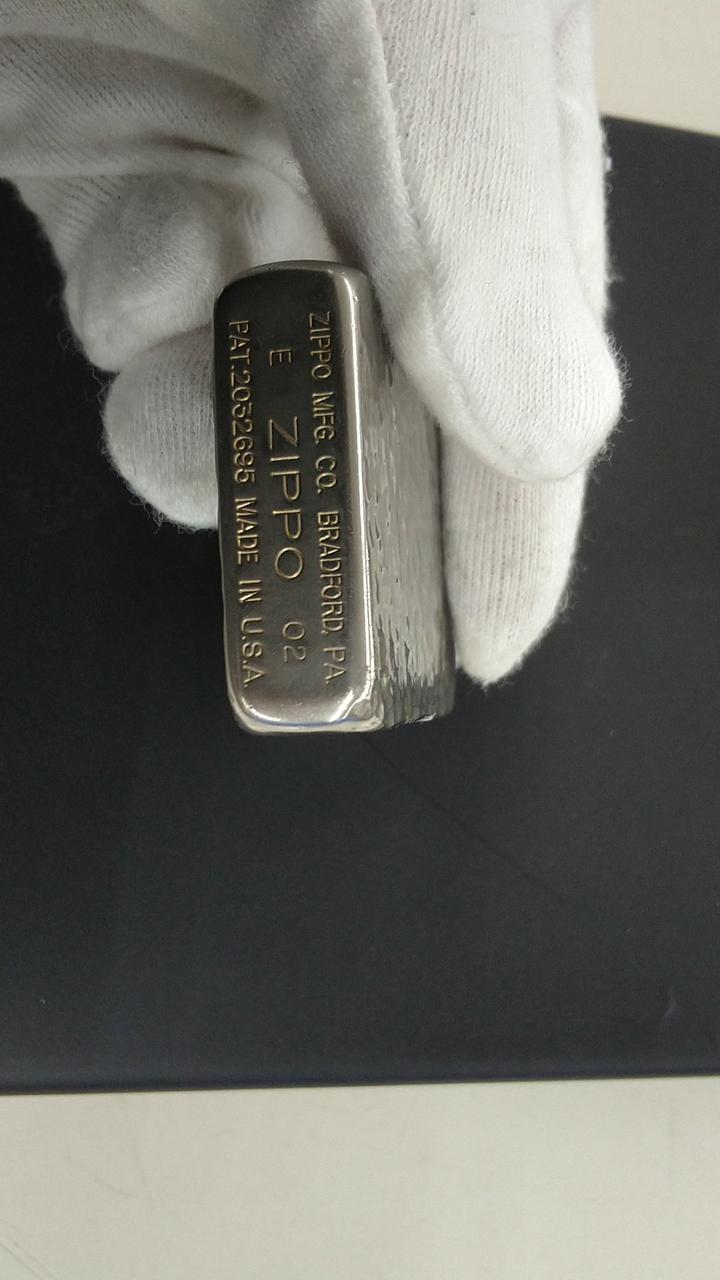 ZIPPO MFG. CO. BRADFORD, PA.
E ZIPPO 02
PAT.2032695 MADE IN U.S.A.